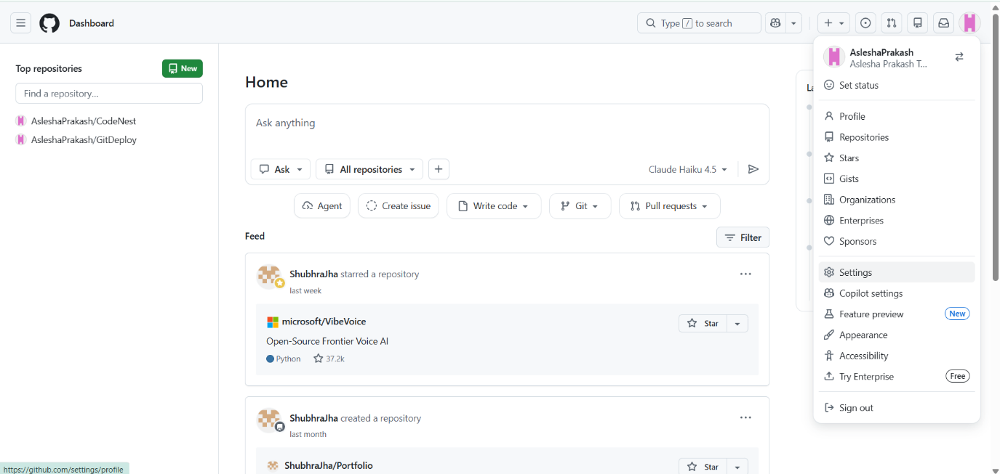 Dashboard
Type / to search
Top repositories
New
Find a repository...
AsleshaPrakash/CodeNest
AsleshaPrakash/GitDeploy
Home
Ask anything
Ask
All repositories
Claude Haiku 4.5
Agent
Create issue
Write code
Git
Pull requests
Feed
Filter
ShubhraJha starred a repository
last week
microsoft/VibeVoice
Star
Open-Source Frontier Voice AI
Python
37.2k
ShubhraJha created a repository
last month
ShubhraJha/Portfolio
Star
La
AsleshaPrakash
Aslesha Prakash T...
Set status
Profile
Repositories
Stars
Gists
Organizations
Enterprises
Sponsors
Settings
Copilot settings
Feature preview
New
Appearance
Accessibility
Try Enterprise
Free
Sign out
https://github.com/settings/profile